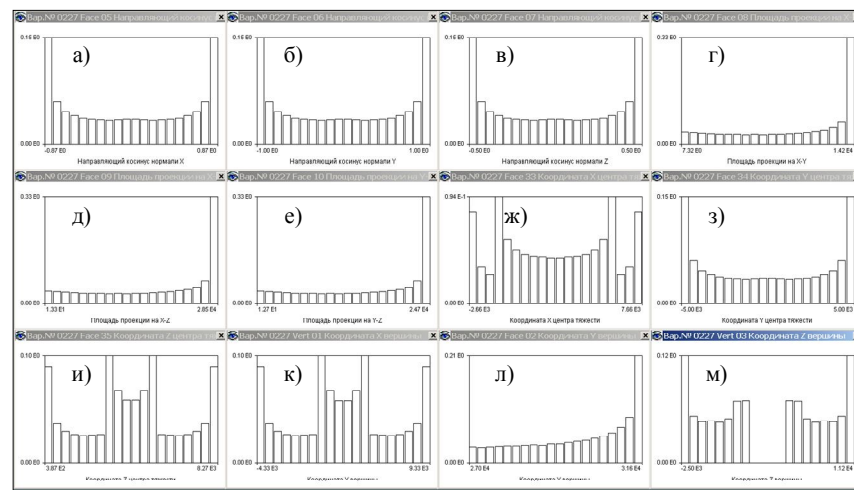 Вар.№ 0227 Face 05 Направляющий косинус x
Вар.№ 0227 Face 06 Направляющий косинус x
Вар.№ 0227 Face 07 Направляющий косинус x
Вар.№ 0227 Face 08 Площадь проекции на X-
0.16 E0 а)
0.16 E0 б)
0.16 E0 в)
0.33 E0 г)
0.00 E0
0.00 E0
0.00 E0
0.00 E0
-0.87 E0 0.87 E0
-1.00 E0 1.00 E0
-0.50 E0 0.50 E0
7.32 E0 1.42 E4
Направляющий косинус нормали X
Направляющий косинус нормали Y
Направляющий косинус нормали Z
Площадь проекции на X-Y
Вар.№ 0227 Face 09 Площадь проекции на x
Вар.№ 0227 Face 10 Площадь проекции на x
Вар.№ 0227 Face 33 Координата X центра x
Вар.№ 0227 Face 34 Координата Y центра тяжест
0.33 E0 д)
0.33 E0 е)
0.94 E-1 ж)
0.15 E0 з)
0.00 E0
0.00 E0
0.00 E0
0.00 E0
1.33 E1 2.85 E4
1.27 E1 2.47 E4
-2.66 E3 7.66 E3
-5.00 E3 5.00 E3
Площадь проекции на X-Z
Площадь проекции на Y-Z
Координата X центра тяжести
Координата Y центра тяжести
Вар.№ 0227 Face 35 Координата Z центра x
Вар.№ 0227 Vert 01 Координата X вершины x
Вар.№ 0227 Face 02 Координата Y вершины x
Вар.№ 0227 Vert 03 Координата Z вершины
0.10 E0 и)
0.10 E0 к)
0.21 E0 л)
0.12 E0 м)
0.00 E0
0.00 E0
0.00 E0
0.00 E0
3.87 E2 8.27 E3
-4.33 E3 9.33 E3
2.70 E4 3.16 E4
-2.50 E3 1.12 E4
Координата Z центра тяжести
Координата Y вершины
Координата Y вершины
Координата Z вершины